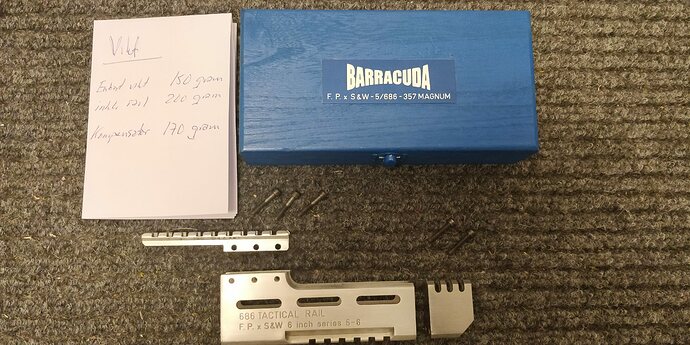 Vikt
Enbart vikt 150 gram
inkl. rail 200 gram
Kompensator 170 gram
BARRACUDA
F. P. x S&W - 5/686 - 357 MAGNUM
686 TACTICAL RAIL
F. P. x S&W 6 inch series 5-6